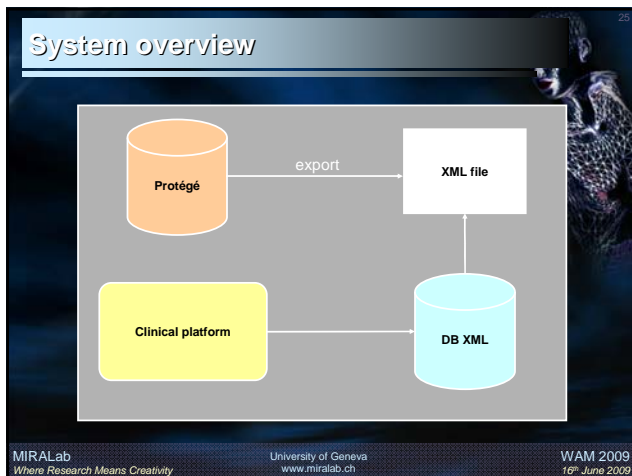 25
System overview
Protégé
export
XML file
Clinical platform
DB XML
MIRALab
Where Research Means Creativity
University of Geneva
www.miralab.ch
WAM 2009
16th June 2009